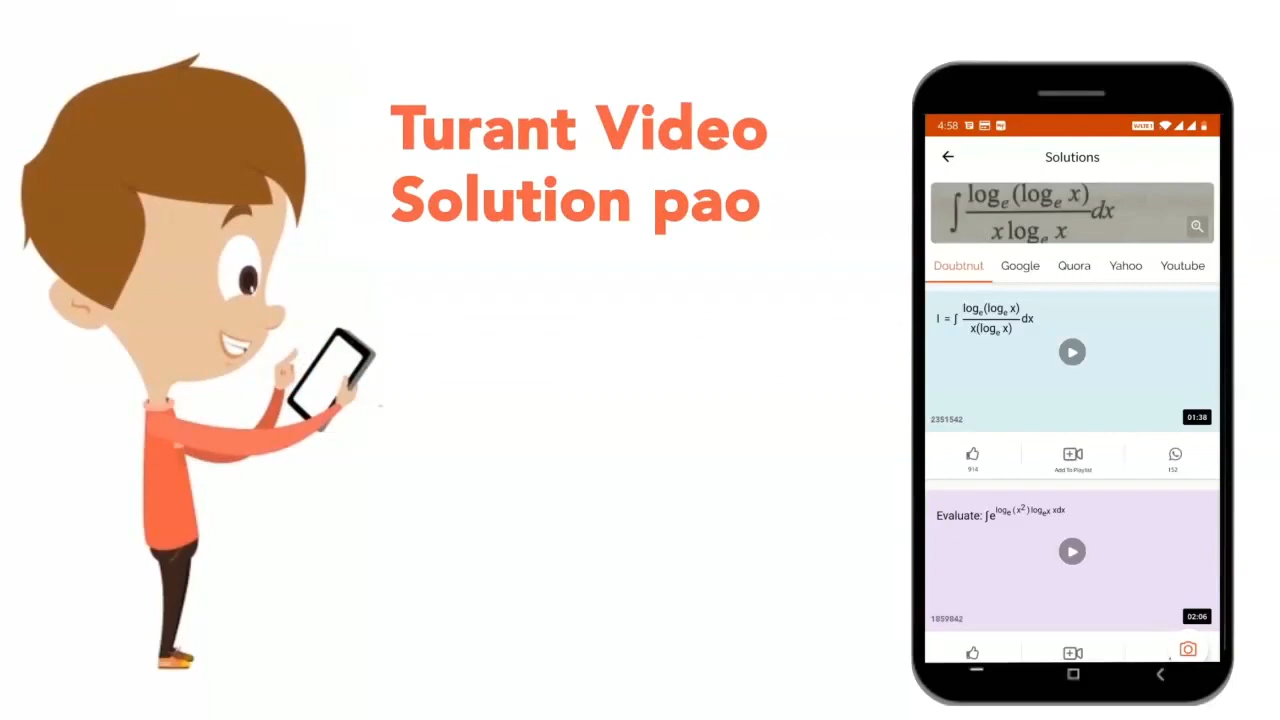 Turant Video
Solution pao
4:58
Solutions
∫ log_e (log_e x) / x log_e x dx
Doubtnut Google Quora Yahoo Youtube
I = ∫ log_e(log_e x) / x(log_e x) dx
2351542 01:38
914 Add To Playlist 152
Evaluate: ∫e^log_e (x^2) log_e x xdx
1859842 02:06